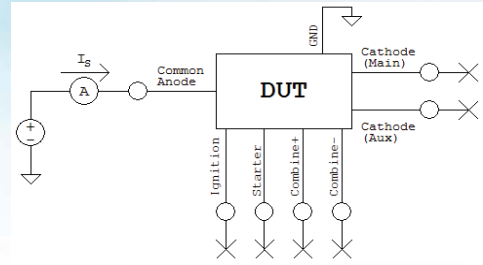 GND
Cathode
(Main)
I_S
Common
Anode
A
DUT
Cathode
(Aux)
+
−
Ignition
Starter
Combine+
Combine-